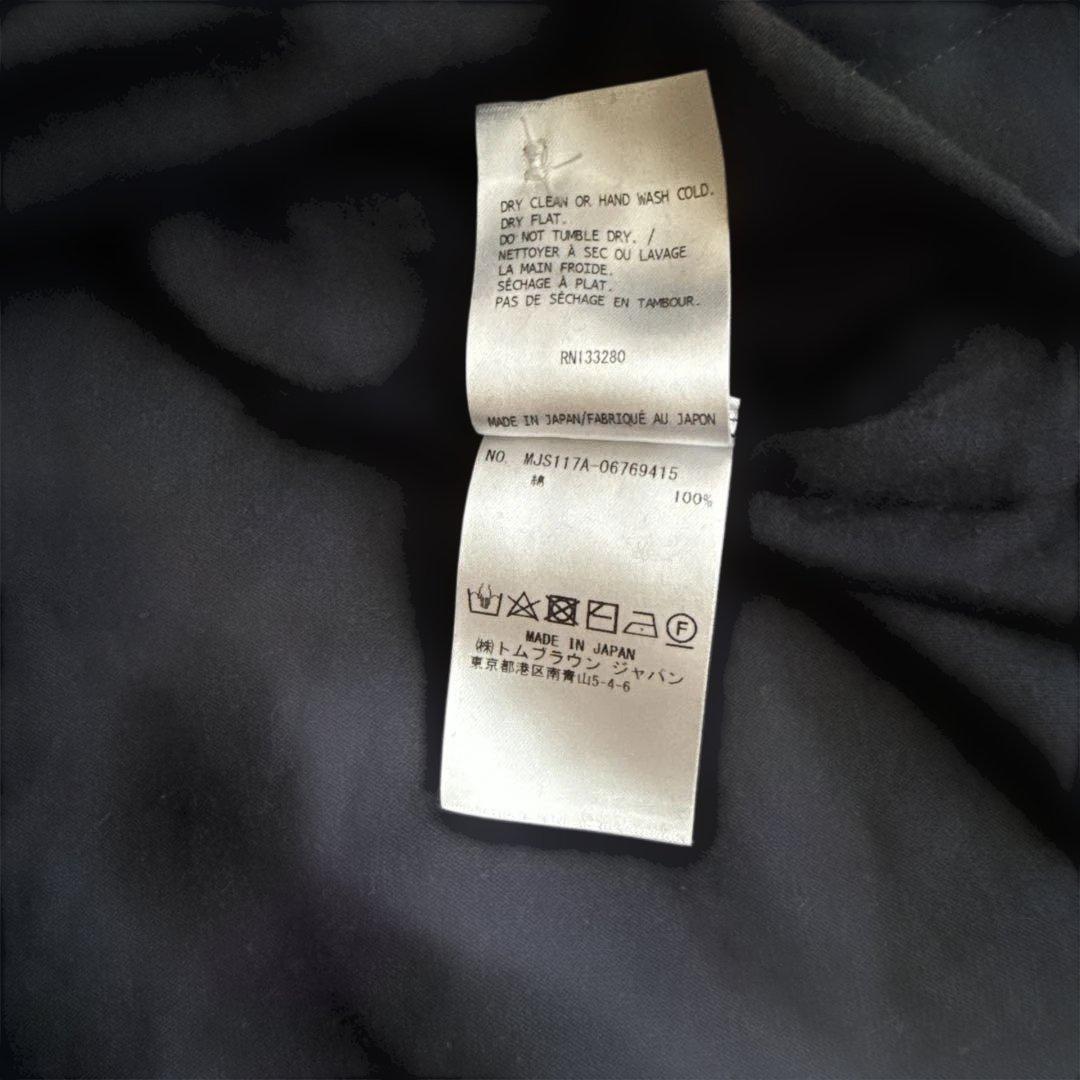 DRY CLEAN OR HAND WASH COLD.
DRY FLAT.
DO NOT TUMBLE DRY. /
NETTOYER À SEC OU LAVAGE
LA MAIN FROIDE.
SÉCHAGE À PLAT.
PAS DE SÉCHAGE EN TAMBOUR.
RN133280
MADE IN JAPAN/FABRIQUÉ AU JAPON
NO. MJS117A-06769415
綿 100%
F
MADE IN JAPAN
㈱トムブラウン ジャパン
東京都港区南青山5-4-6